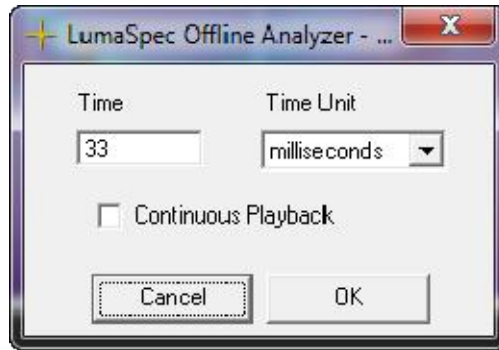 LumaSpec Offline Analyzer - ...
Time Time Unit
33 milliseconds
Continuous Playback
Cancel OK